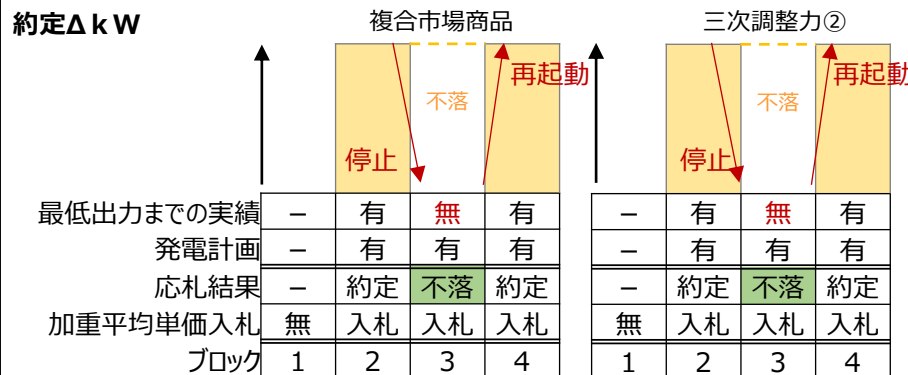 約定ΔkW
複合市場商品
三次調整力②
再起動
再起動
不落
不落
停止
停止
最低出力までの実績 – 有 無 有 – 有 無 有
発電計画 – 有 有 有 – 有 有 有
応札結果 – 約定 不落 約定 – 約定 不落 約定
加重平均単価入札 無 入札 入札 入札 無 入札 入札 入札
ブロック 1 2 3 4 1 2 3 4